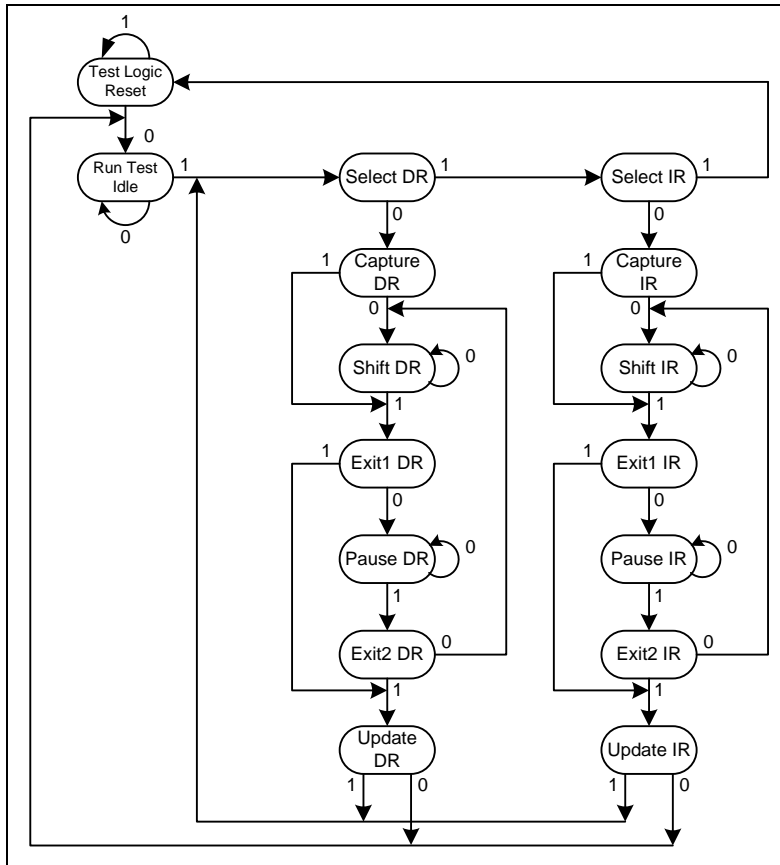 1
Test Logic
Reset
0
Run Test
Idle
1
0
Select DR
1
Select IR
1
0
0
Capture
DR
1
Capture
IR
1
0
0
Shift DR
0
Shift IR
0
1
1
Exit1 DR
1
Exit1 IR
1
0
0
Pause DR
0
Pause IR
0
1
1
Exit2 DR
0
Exit2 IR
0
1
1
Update
DR
Update IR
1
0
1
0